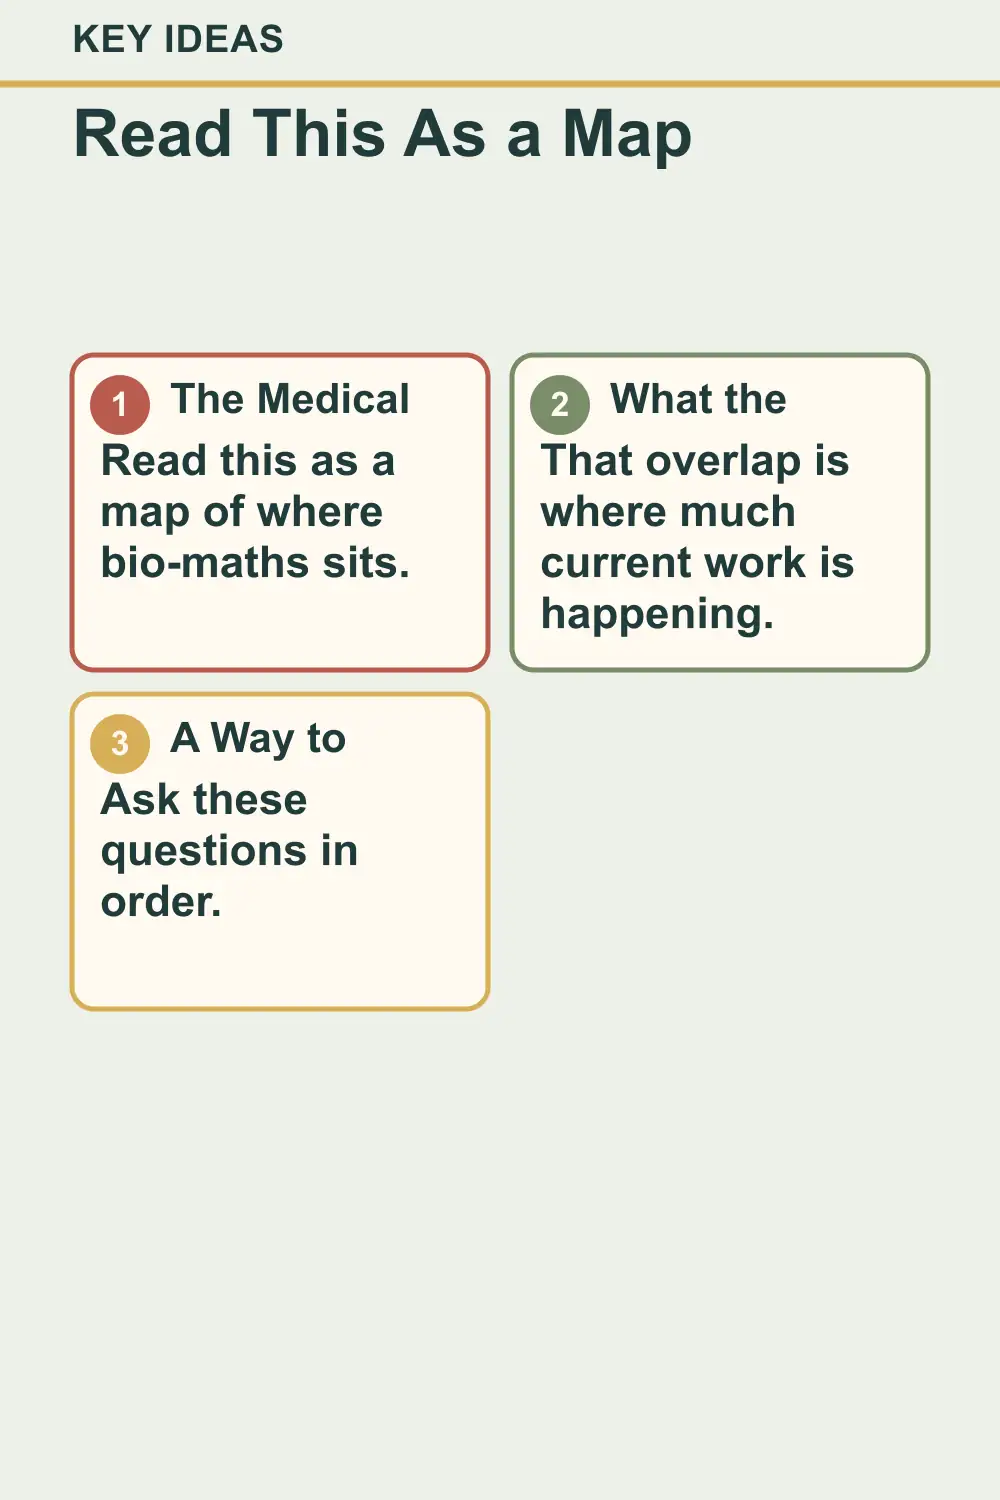 KEY IDEAS
Read This As a Map
1 The Medical
Read this as a
map of where
bio-maths sits.
2 What the
That overlap is
where much
current work is
happening.
3 A Way to
Ask these
questions in
order.